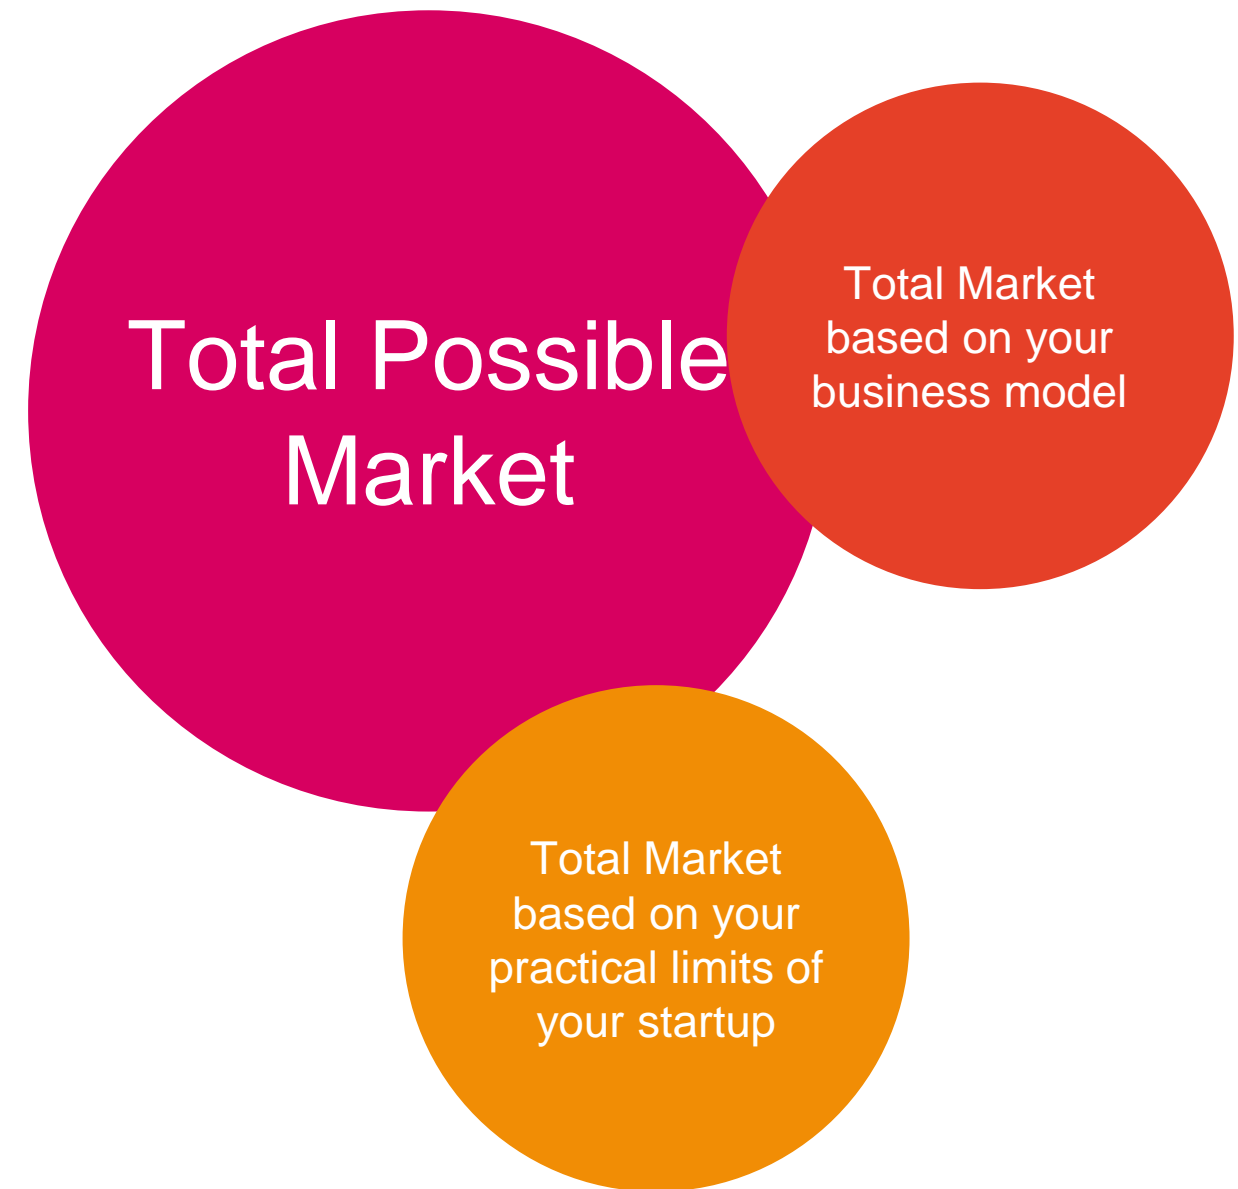 Total Possible
Market
Total Market
based on your
business model
Total Market
based on your
practical limits of
your startup